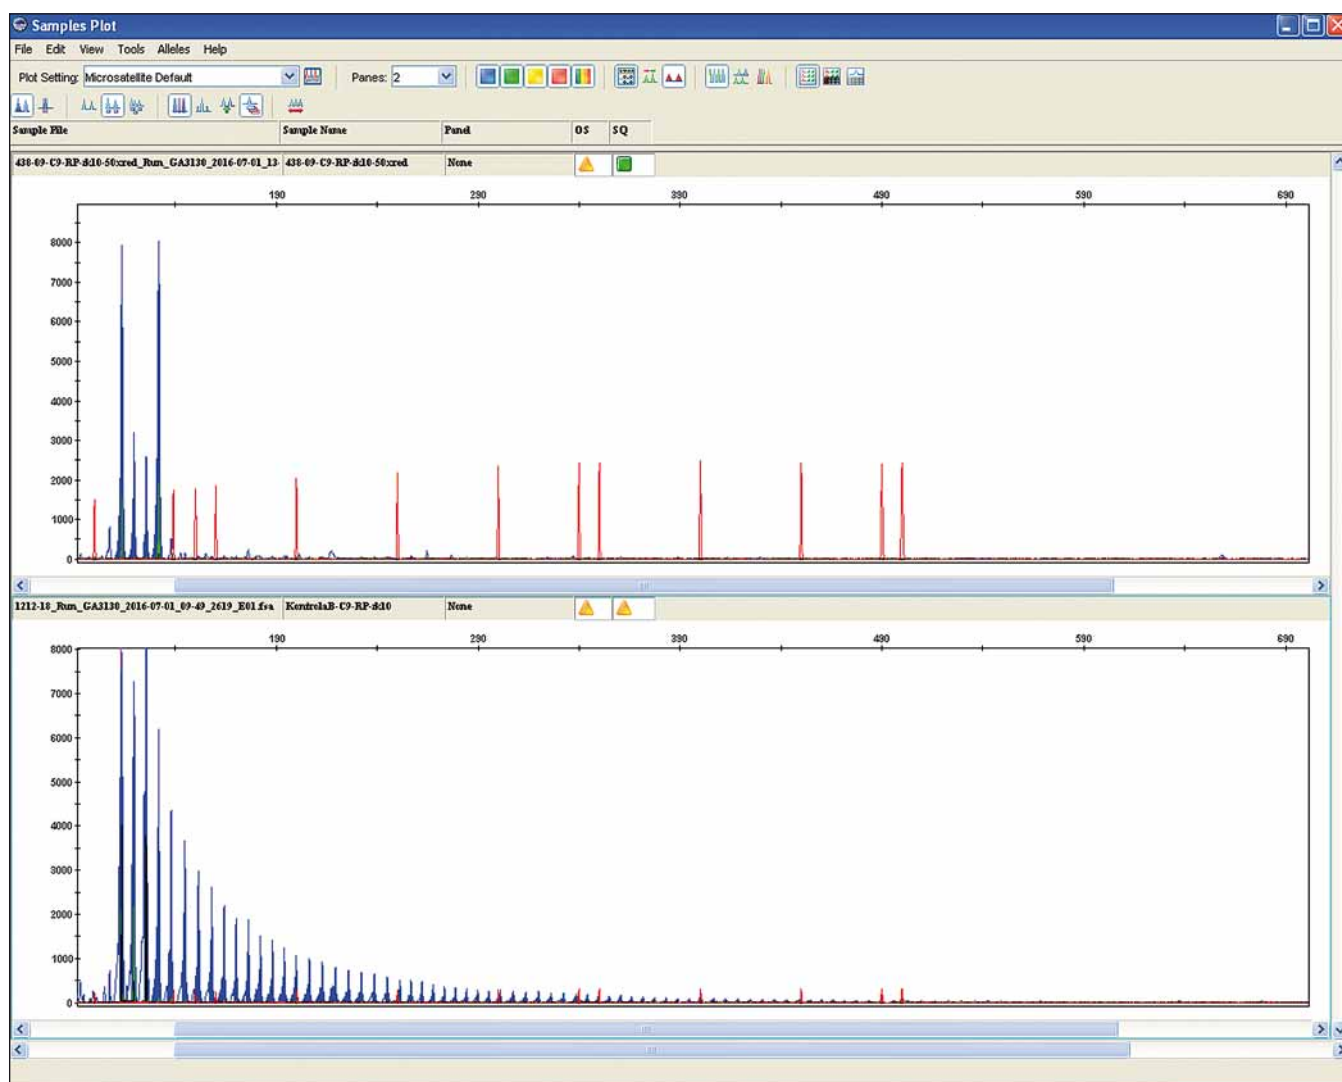 Samples Plot
File Edit View Tools Alleles Help
Plot Setting: Microsatellite Default Panes: 2
Sample File Sample Name Panel OS SQ
438-09-C9-RP-sk10-50xred_Run_GA3130_2016-07-01_13- 438-09-C9-RP-sk10-50xred None
190 290 390 490 590 690
8000
7000
6000
5000
4000
3000
2000
1000
0
1212-18_Run_GA3130_2016-07-01_09-49_2619_E01.fsa KontrolaB-C9-RP-sk10 None
190 290 390 490 590 690
8000
7000
6000
5000
4000
3000
2000
1000
0